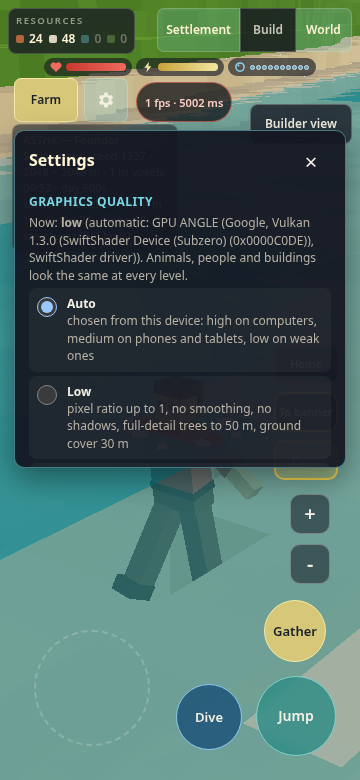 RESOURCES
24 48 0 0
Settlement Build World
Farm
1 fps · 5002 ms
Builder view
Settings
×
GRAPHICS QUALITY
Now: low (automatic: GPU ANGLE (Google, Vulkan
1.3.0 (SwiftShader Device (Subzero) (0x0000C0DE)),
SwiftShader driver)). Animals, people and buildings
look the same at every level.
Auto
chosen from this device: high on computers,
medium on phones and tablets, low on weak
ones
Low
pixel ratio up to 1, no smoothing, no
shadows, full-detail trees to 50 m, ground
cover 30 m
Home
To banner
+
-
Gather
Dive
Jump